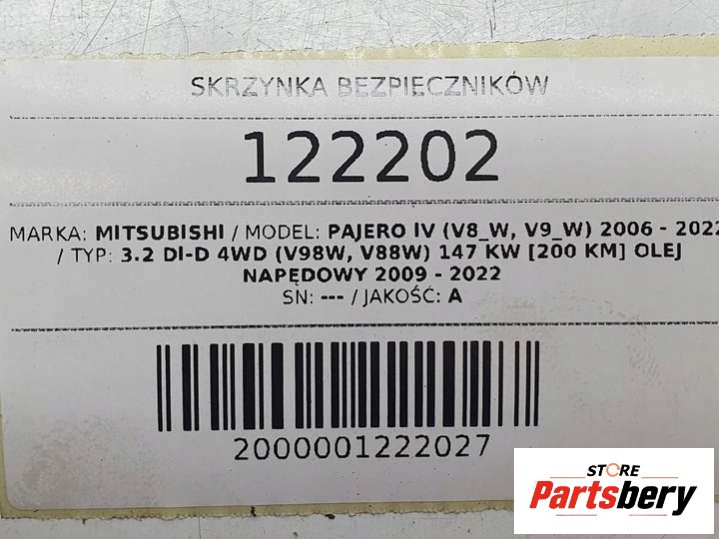 SKRZYNKA BEZPIĘCZNIKÓW
122202
MARKA: MITSUBISHI / MODEL: PAJERO IV (V8_W, V9_W) 2006 - 2022
/ TYP: 3.2 DI-D 4WD (V98W, V88W) 147 KW [200 KM] OLEJ
NAPĘDOWY 2009 - 2022
SN: --- / JAKOŚĆ: A
2000001222027
STORE
Partsbery